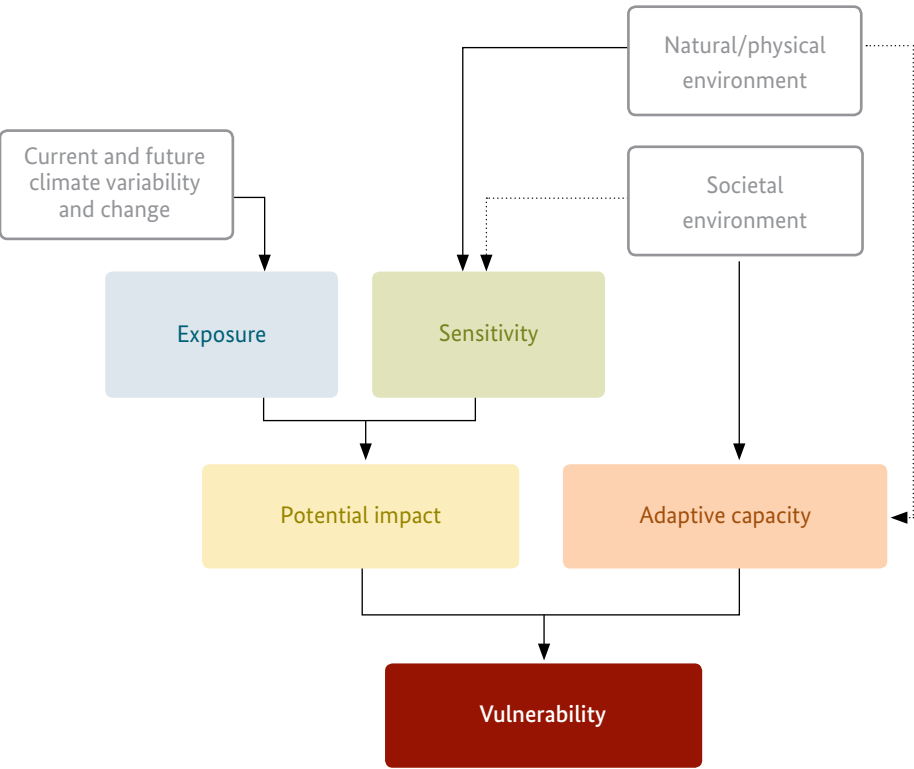 Natural/physical
environment
Current and future
climate variability
and change
Societal
environment
Exposure
Sensitivity
Potential impact
Adaptive capacity
Vulnerability